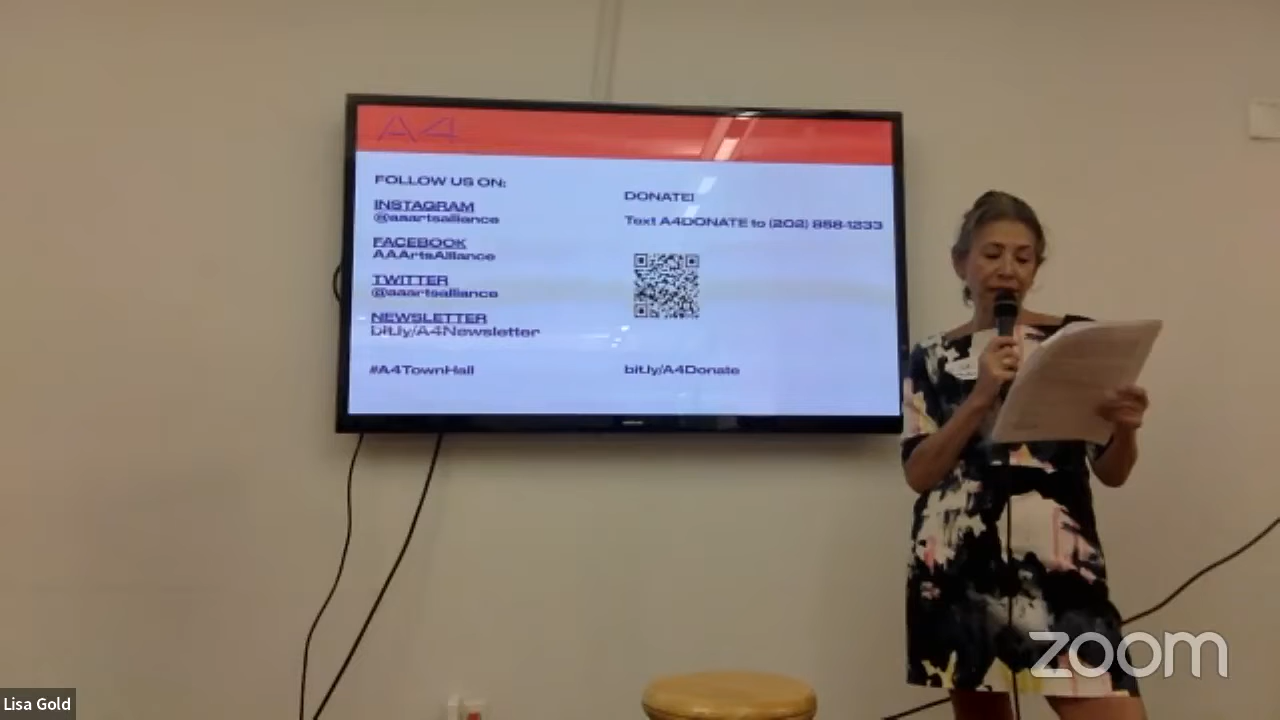 A4
FOLLOW US ON:
INSTAGRAM
@aaartsalliance
FACEBOOK
AAArtsAlliance
TWITTER
@aaartsalliance
NEWSLETTER
bit.ly/A4Newsletter
#A4TownHall
DONATE!
Text A4DONATE to (202) 858-1233
bit.ly/A4Donate
zoom
Lisa Gold